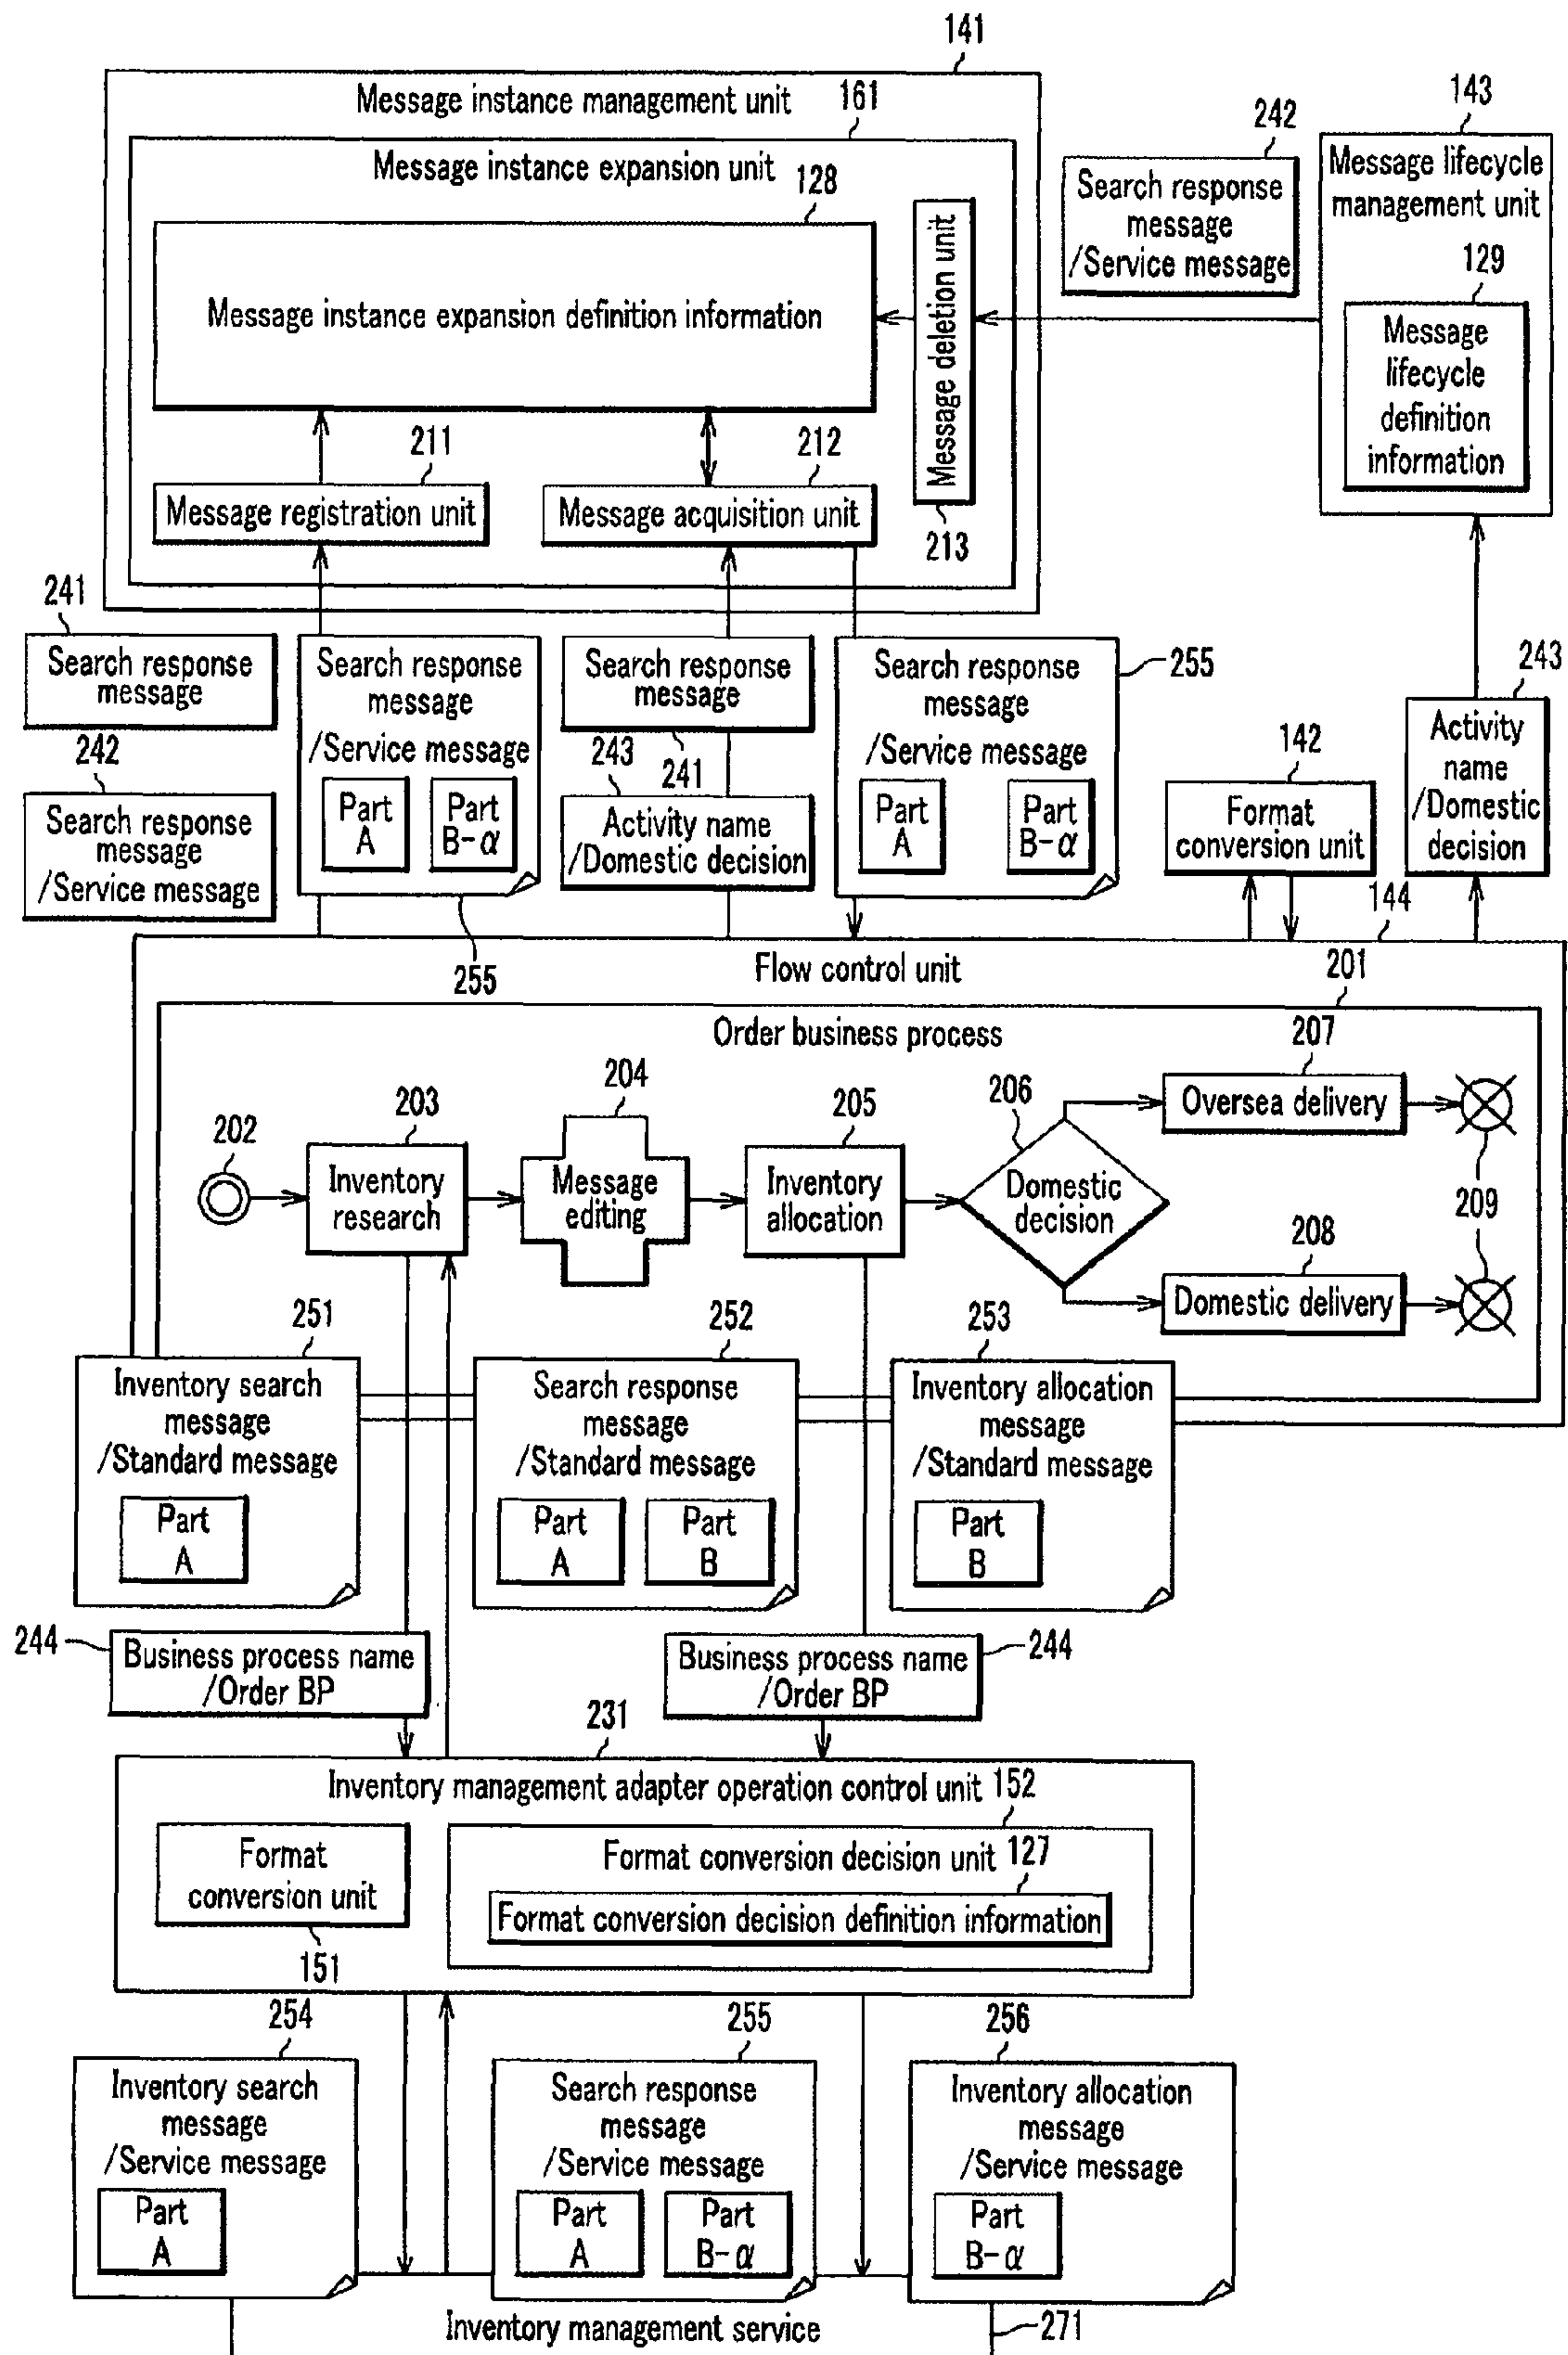 141
Message instance management unit
161
Message instance expansion unit
128
Message instance expansion definition information
Message deletion unit
213
211
Message registration unit
212
Message acquisition unit
242
Search response
message
/Service message
143
Message lifecycle
management unit
129
Message
lifecycle
definition
information
241
Search response
message
242
Search response
message
/Service message
Search response
message
/Service message
Part
A
Part
B-α
255
Search response
message
241
243
Activity name
/Domestic decision
Search response
message
/Service message
Part
A
Part
B-α
255
142
Format
conversion unit
243
Activity
name
/Domestic
decision
144
Flow control unit
201
Order business process
202
203
Inventory
research
204
Message
editing
205
Inventory
allocation
206
Domestic
decision
207
Oversea delivery
208
Domestic delivery
209
251
Inventory search
message
/Standard message
Part
A
252
Search response
message
/Standard message
Part
A
Part
B
253
Inventory allocation
message
/Standard message
Part
B
244
Business process name
/Order BP
Business process name
/Order BP
244
231
Inventory management adapter operation control unit
152
Format
conversion unit
151
Format conversion decision unit
127
Format conversion decision definition information
254
Inventory search
message
/Service message
Part
A
255
Search response
message
/Service message
Part
A
Part
B-α
256
Inventory allocation
message
/Service message
Part
B-α
Inventory management service
271